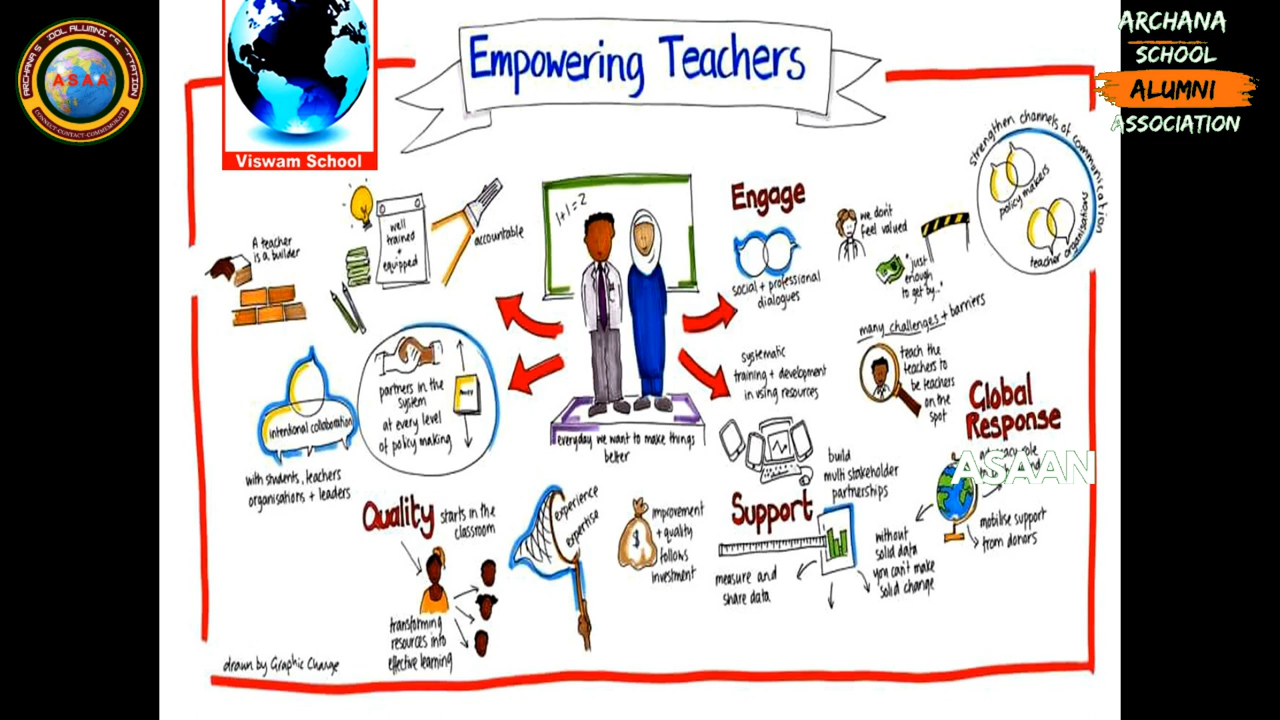 ASAA
CONNECT-CONTACT-COMMEMORATE
Viswam School
Empowering Teachers
ARCHANA
SCHOOL
ALUMNI
ASSOCIATION
A teacher
is a builder
well
trained
+
equipped
accountable
1+1=2
Engage
social + professional
dialogues
we don't
feel valued
"just
enough
to get by..."
many challenges + barriers
strengthen channels of communication
policy makers
teacher organisations
intentional collaboration
with students, teachers
organisations + leaders
partners in the
system
at every level
of policy making
everyday we want to make things
better
systematic
training + development
in using resources
teach the
teachers to
be teachers
on the
spot
Global
Response
ASAAN
mobilise support
from donors
Quality starts in the
classroom
transforming
resources into
effective learning
experience
expertise
improvement
+ quality
follows
investment
Support
build
multi stakeholder
partnerships
measure and
share data
without
solid data
you can't make
solid change
drawn by Graphic Change